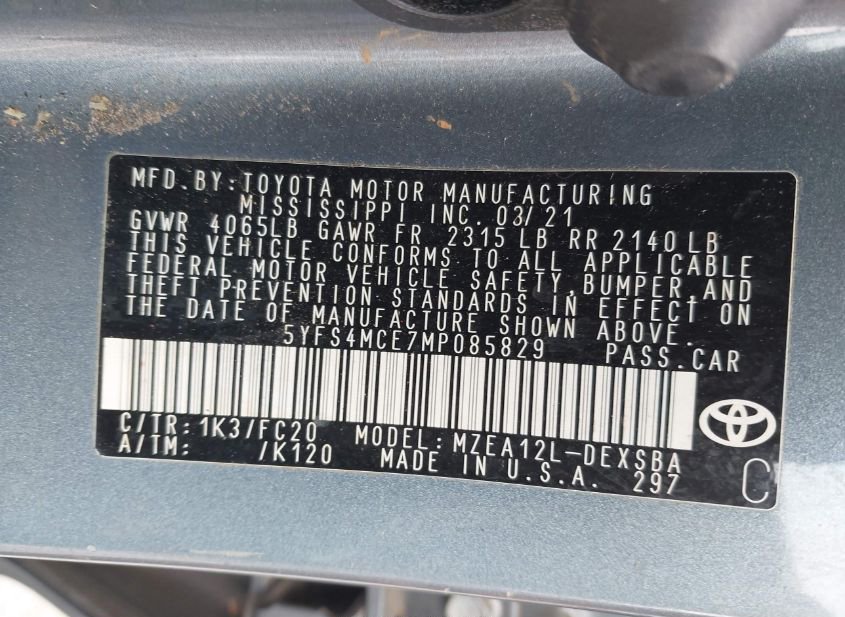 MFD.BY:TOYOTA MOTOR MANUFACTURING
MISSISSIPPI INC. 03/21
GVWR 4065LB GAWR FR 2315 LB RR 2140 LB
THIS VEHICLE CONFORMS TO ALL APPLICABLE
FEDERAL MOTOR VEHICLE SAFETY, BUMPER, AND
THEFT PREVENTION STANDARDS IN EFFECT ON
THE DATE OF MANUFACTURE SHOWN ABOVE.
5YFS4MCE7MP085829 PASS.CAR
C/TR: 1K3/FC20 MODEL: MZEA12L-DEXSBA
A/TM: /K120 MADE IN U.S.A. 297
C